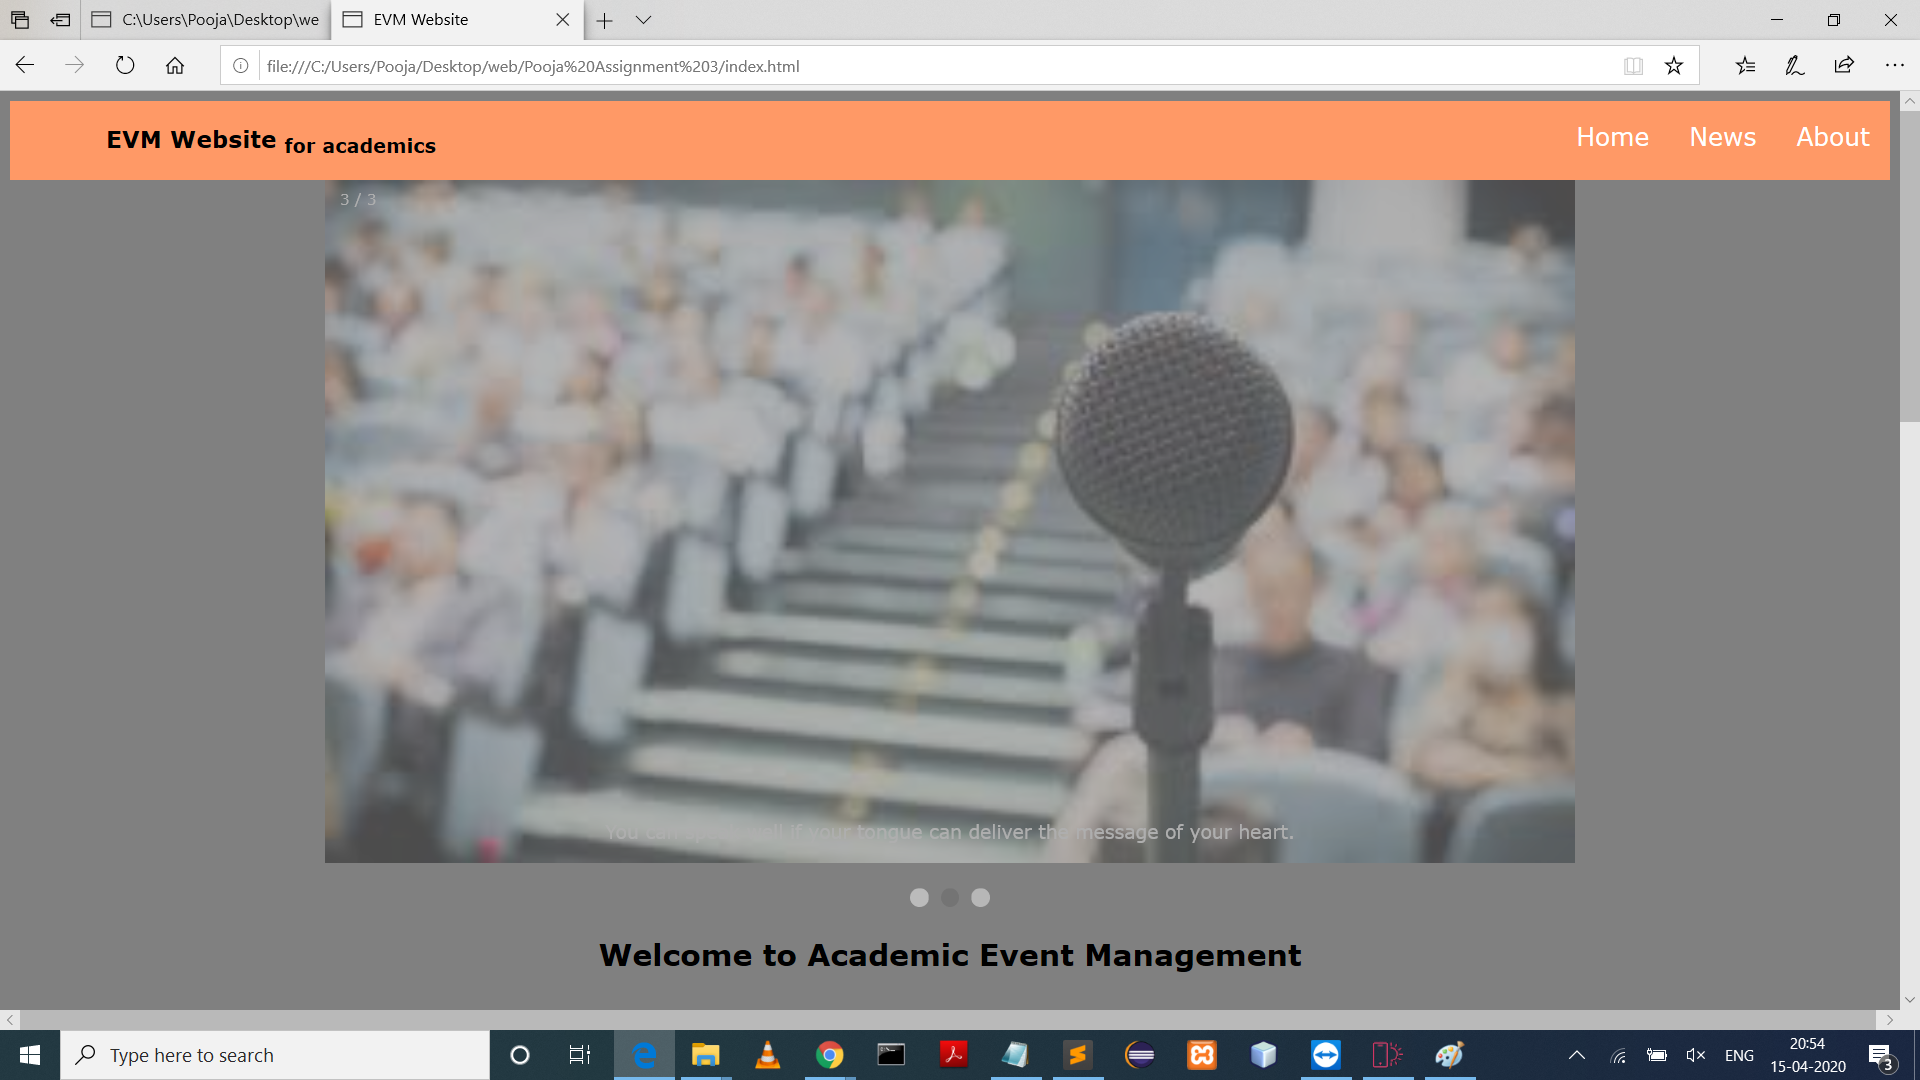 C:\Users\Pooja\Desktop\we
EVM Website
file:///C:/Users/Pooja/Desktop/web/Pooja%20Assignment%203/index.html
EVM Website for academics
Home News About
3 / 3
You can speak well if your tongue can deliver the message of your heart.
Welcome to Academic Event Management
Type here to search
ENG
20:54
15-04-2020
3